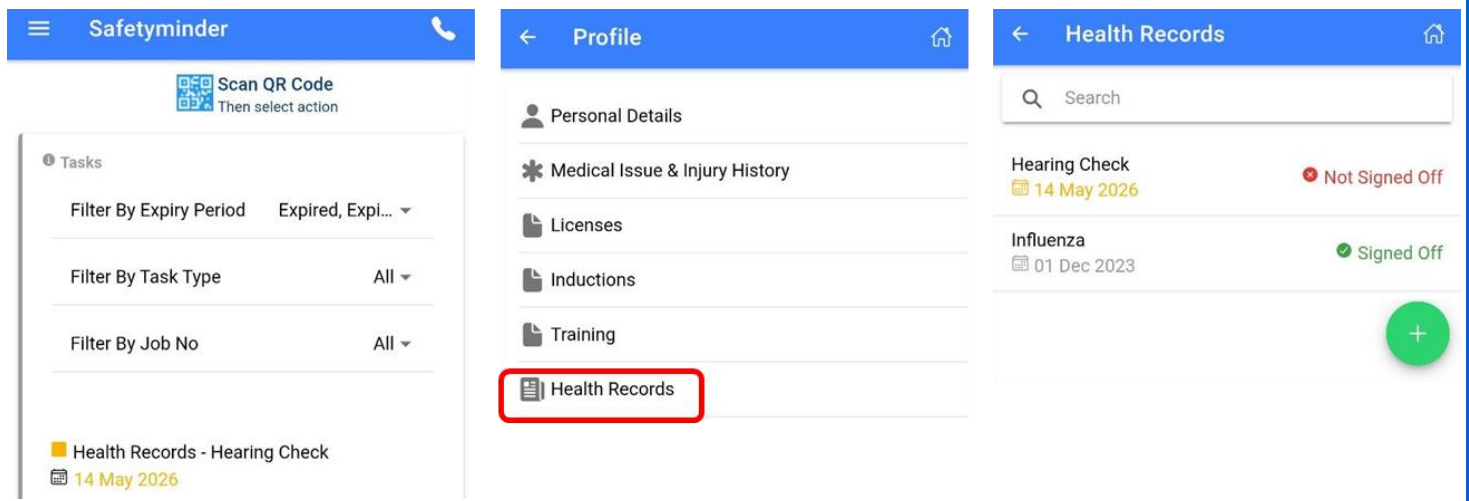 Safetyminder
Scan QR Code
Then select action
Tasks
Filter By Expiry Period Expired, Expi...
Filter By Task Type All
Filter By Job No All
Health Records - Hearing Check
14 May 2026
Profile
Personal Details
Medical Issue & Injury History
Licenses
Inductions
Training
Health Records
Health Records
Search
Hearing Check
14 May 2026 Not Signed Off
Influenza
01 Dec 2023 Signed Off